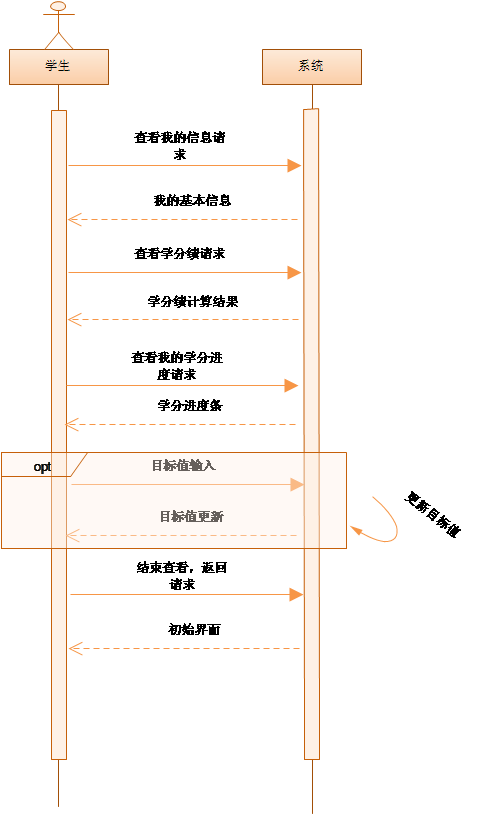 学生
系统
查看我的信息请
求
我的基本信息
查看学分绩请求
学分绩计算结果
查看我的学分进
度请求
学分进度条
opt
目标值输入
目标值更新
更新目标值
结束查看，返回
请求
初始界面